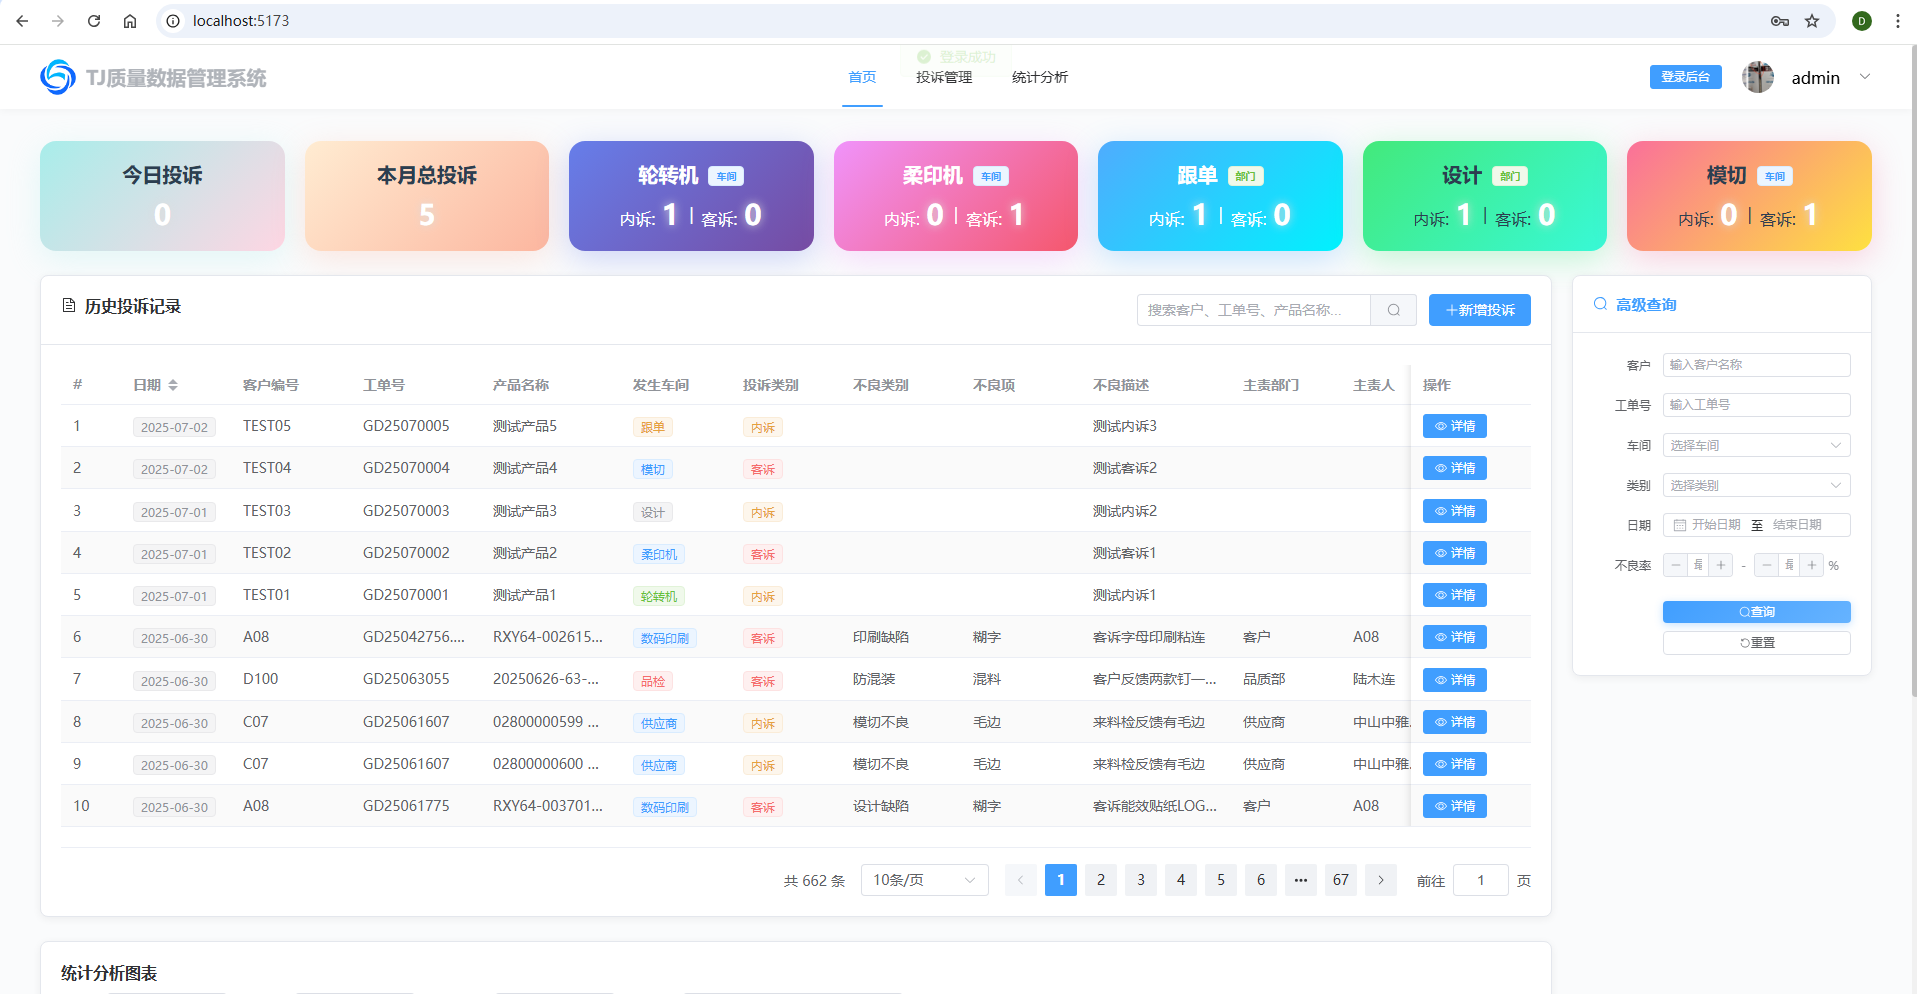 localhost:5173
D
登录成功
TJ质量数据管理系统
首页 投诉管理 统计分析
登录后台 admin
今日投诉
0
本月总投诉
5
轮转机 车间
内诉: 1 | 客诉: 0
柔印机 车间
内诉: 0 | 客诉: 1
跟单 部门
内诉: 1 | 客诉: 0
设计 部门
内诉: 1 | 客诉: 0
模切 车间
内诉: 0 | 客诉: 1
历史投诉记录
搜索客户、工单号、产品名称...
+新增投诉
# 日期 客户编号 工单号 产品名称 发生车间 投诉类别 不良类别 不良项 不良描述 主责部门 主责人 操作
1 2025-07-02 TEST05 GD25070005 测试产品5 跟单 内诉 测试内诉3 详情
2 2025-07-02 TEST04 GD25070004 测试产品4 模切 客诉 测试客诉2 详情
3 2025-07-01 TEST03 GD25070003 测试产品3 设计 内诉 测试内诉2 详情
4 2025-07-01 TEST02 GD25070002 测试产品2 柔印机 客诉 测试客诉1 详情
5 2025-07-01 TEST01 GD25070001 测试产品1 轮转机 内诉 测试内诉1 详情
6 2025-06-30 A08 GD25042756.... RXY64-002615... 数码印刷 客诉 印刷缺陷 糊字 客诉字母印刷粘连 客户 A08 详情
7 2025-06-30 D100 GD25063055 20250626-63-... 品检 客诉 防混装 混料 客户反馈两款钉一... 品质部 陆木连 详情
8 2025-06-30 C07 GD25061607 02800000599 ... 供应商 内诉 模切不良 毛边 来料检反馈有毛边 供应商 中山中雅. 详情
9 2025-06-30 C07 GD25061607 02800000600 ... 供应商 内诉 模切不良 毛边 来料检反馈有毛边 供应商 中山中雅. 详情
10 2025-06-30 A08 GD25061775 RXY64-003701... 数码印刷 客诉 设计缺陷 糊字 客诉能效贴纸LOG... 客户 A08 详情
共 662 条 10条/页 1 2 3 4 5 6 ••• 67 前往 1 页
高级查询
客户 输入客户名称
工单号 输入工单号
车间 选择车间
类别 选择类别
日期 开始日期 至 结束日期
不良率 - %
查询
重置
统计分析图表